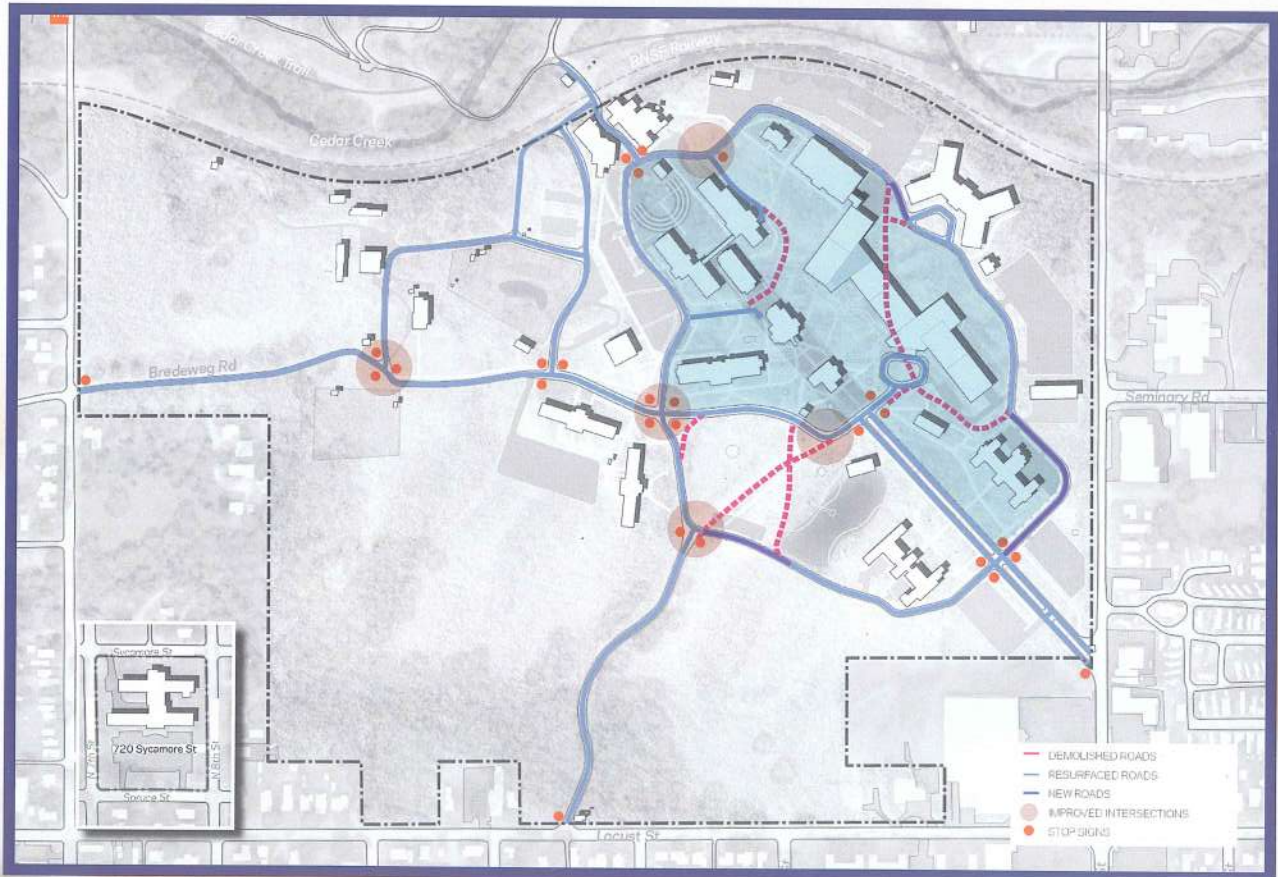 Cedar Creek Trail
BNSF Railway
Cedar Creek
Bredeweg Rd
Seminary Rd
Sycamore St
N 7th St
720 Sycamore St
N 8th St
Spruce St
Locust St
DEMOLISHED ROADS
RESURFACED ROADS
NEW ROADS
IMPROVED INTERSECTIONS
STOP SIGNS